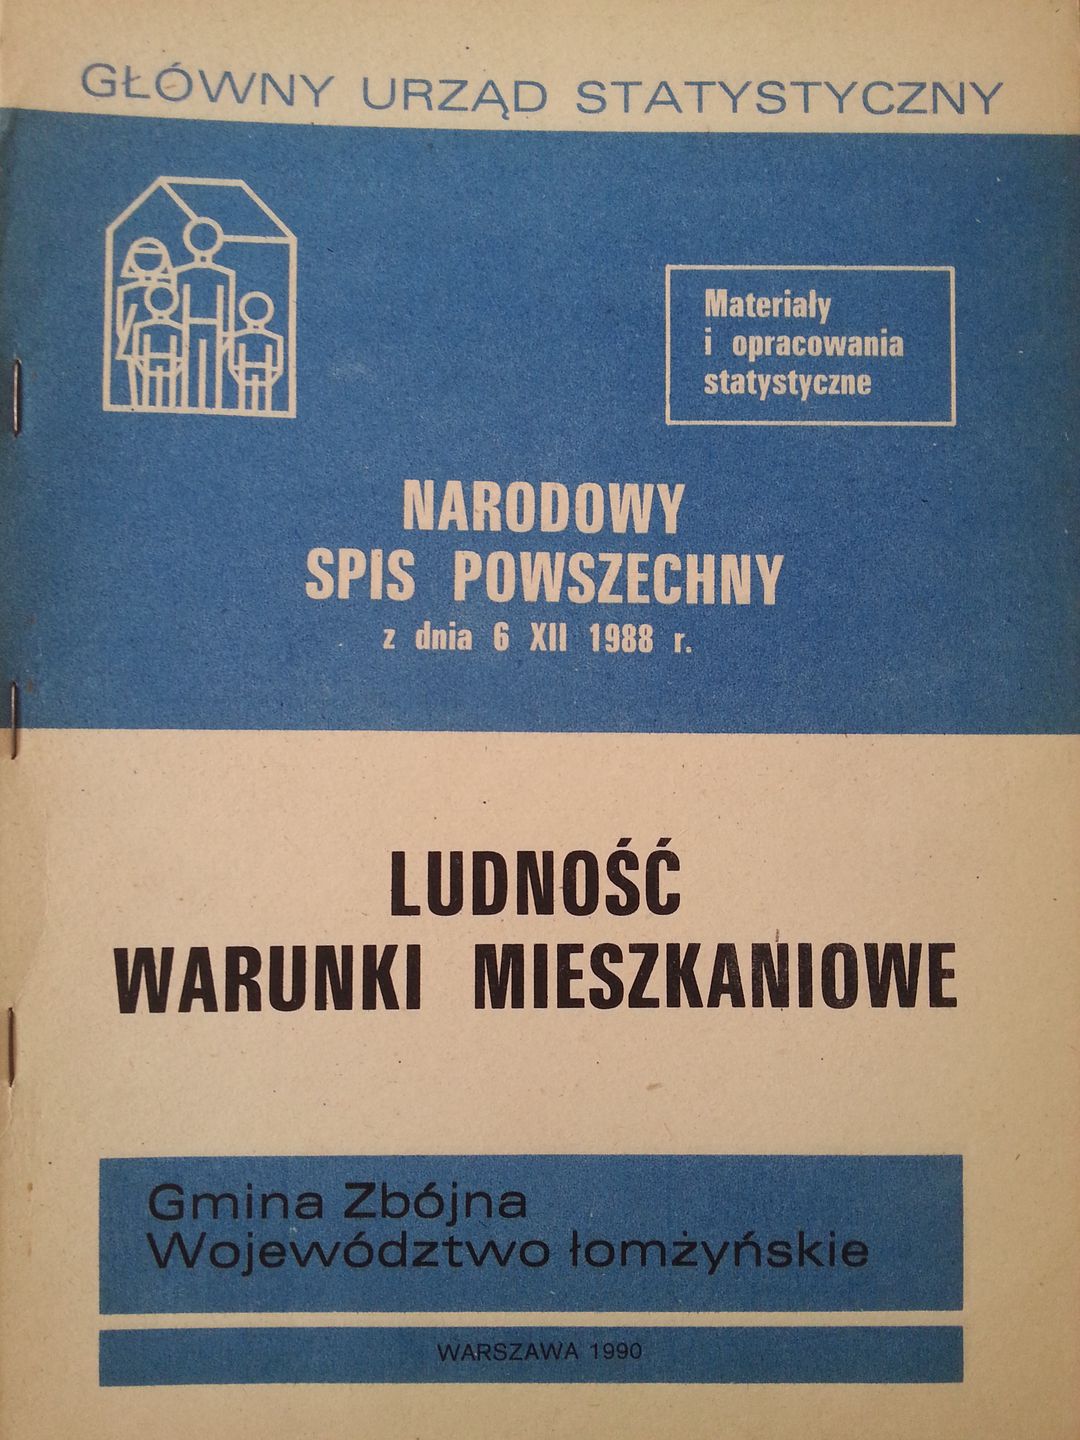 GŁÓWNY URZĄD STATYSTYCZNY
Materiały
i opracowania
statystyczne
NARODOWY
SPIS POWSZECHNY
z dnia 6 XII 1988 r.
LUDNOŚĆ
WARUNKI MIESZKANIOWE
Gmina Zbójna
Województwo łomżyńskie
WARSZAWA 1990